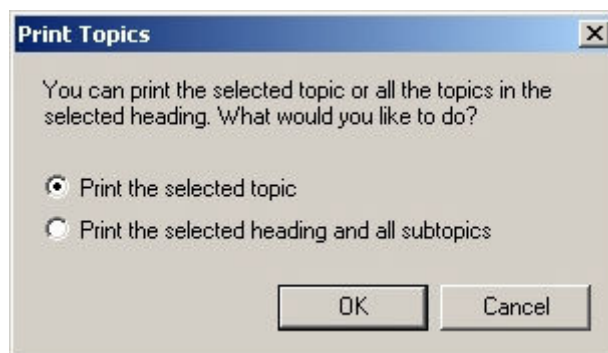 Print Topics
You can print the selected topic or all the topics in the
selected heading. What would you like to do?
Print the selected topic
Print the selected heading and all subtopics
OK
Cancel